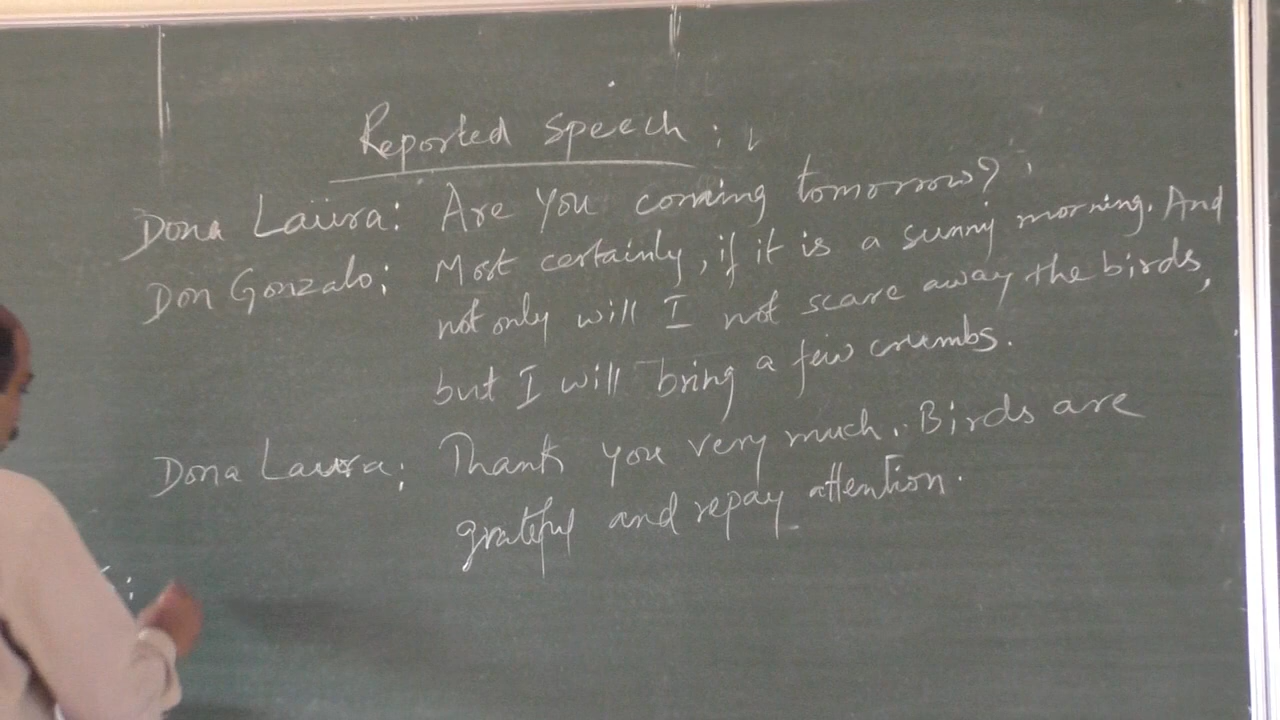 Reported speech :
Dona Laura: Are you coming tomorrow?
Don Gonzalo: Most certainly, if it is a sunny morning. And
not only will I not scare away the birds,
but I will bring a few crumbs.
Dona Laura: Thank you very much. Birds are
grateful and repay attention.